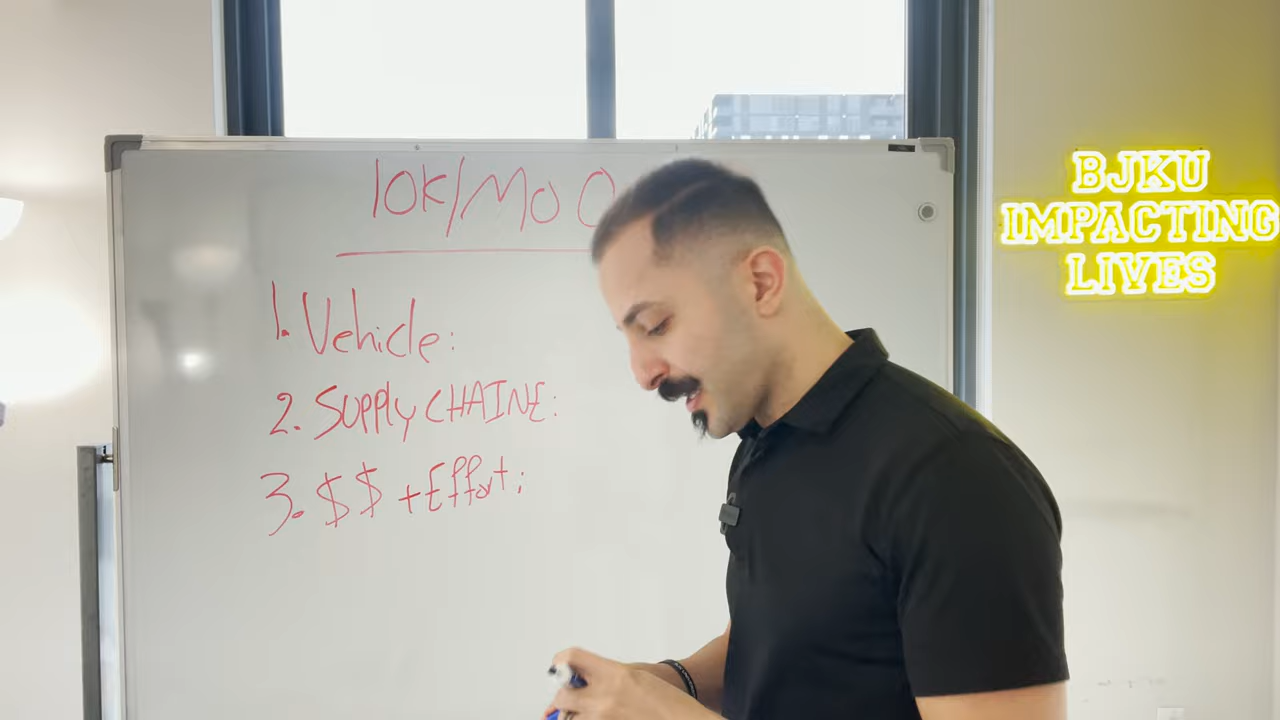 10K/MO
1. Vehicle:
2. SUPPLY CHAINE:
3. $$ + Effort:
BJKU
IMPACTING
LIVES